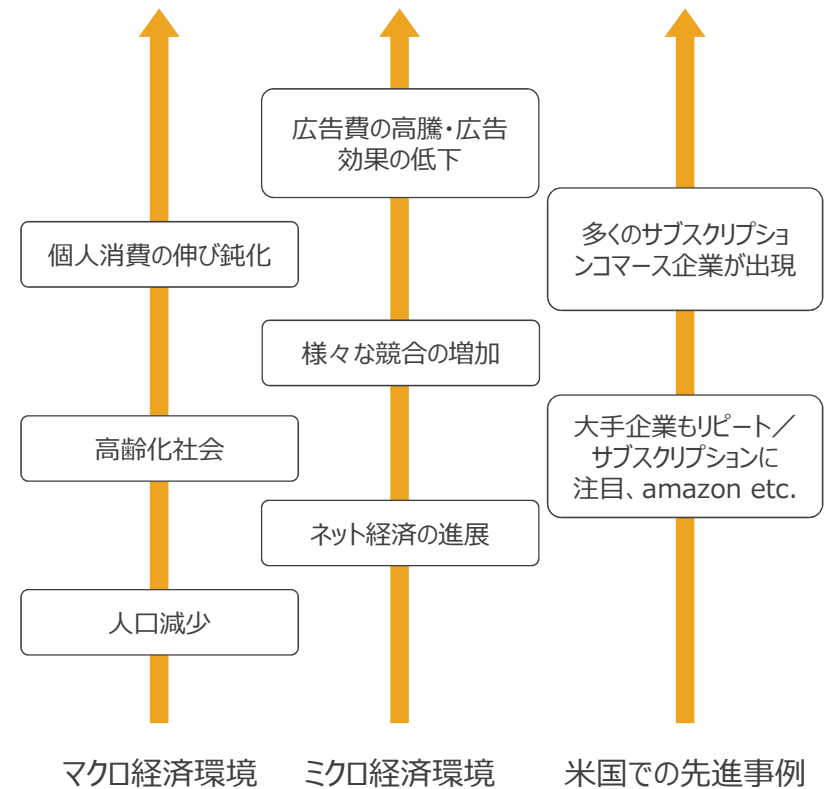 広告費の高騰・広告
効果の低下
個人消費の伸び鈍化
多くのサブスクリプショ
ンコマース企業が出現
様々な競合の増加
高齢化社会
大手企業もリピート／
サブスクリプションに
注目、amazon etc.
ネット経済の進展
人口減少
マクロ経済環境
ミクロ経済環境
米国での先進事例